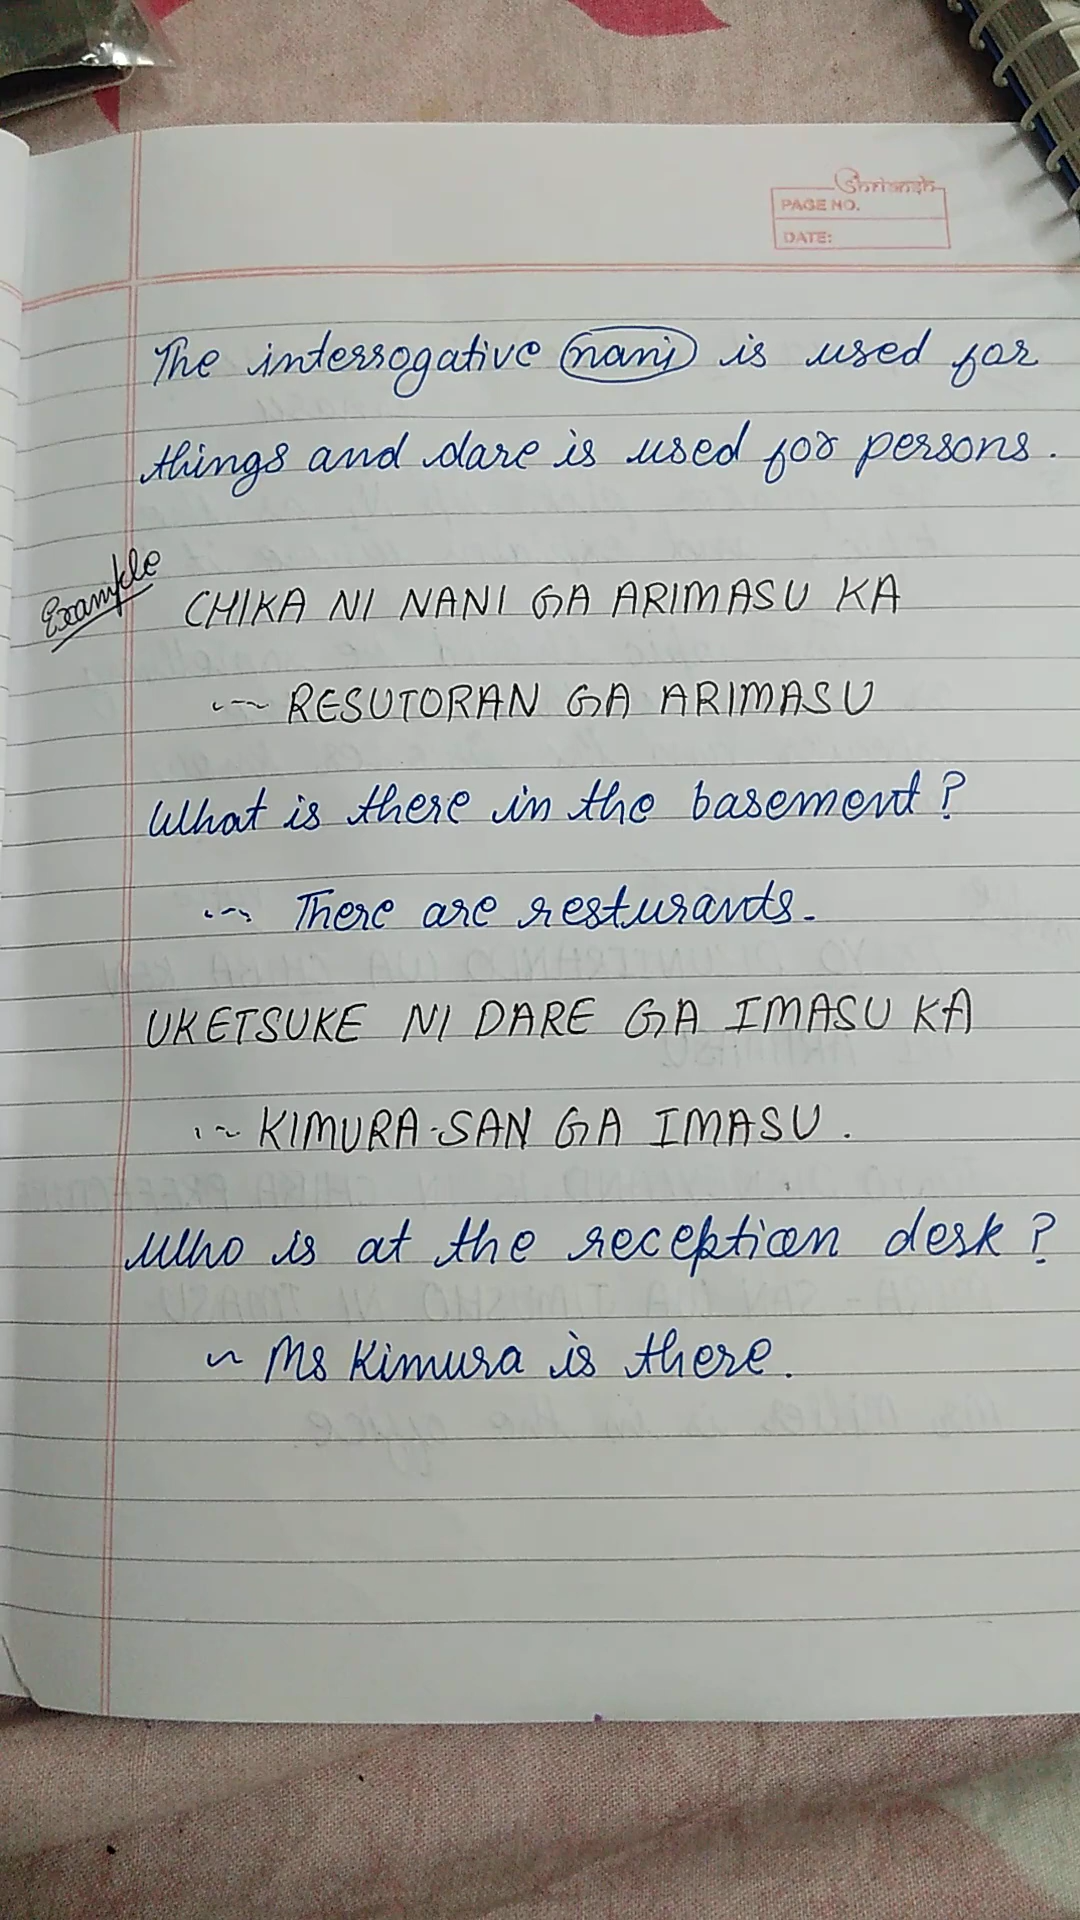 Shriansh
PAGE NO.
DATE:
The interrogative nani is used for
things and dare is used for persons.
Example CHIKA NI NANI GA ARIMASU KA
RESUTORAN GA ARIMASU
What is there in the basement?
There are resturants.
UKETSUKE NI DARE GA IMASU KA
KIMURA-SAN GA IMASU.
Who is at the reception desk?
Ms Kimura is there.